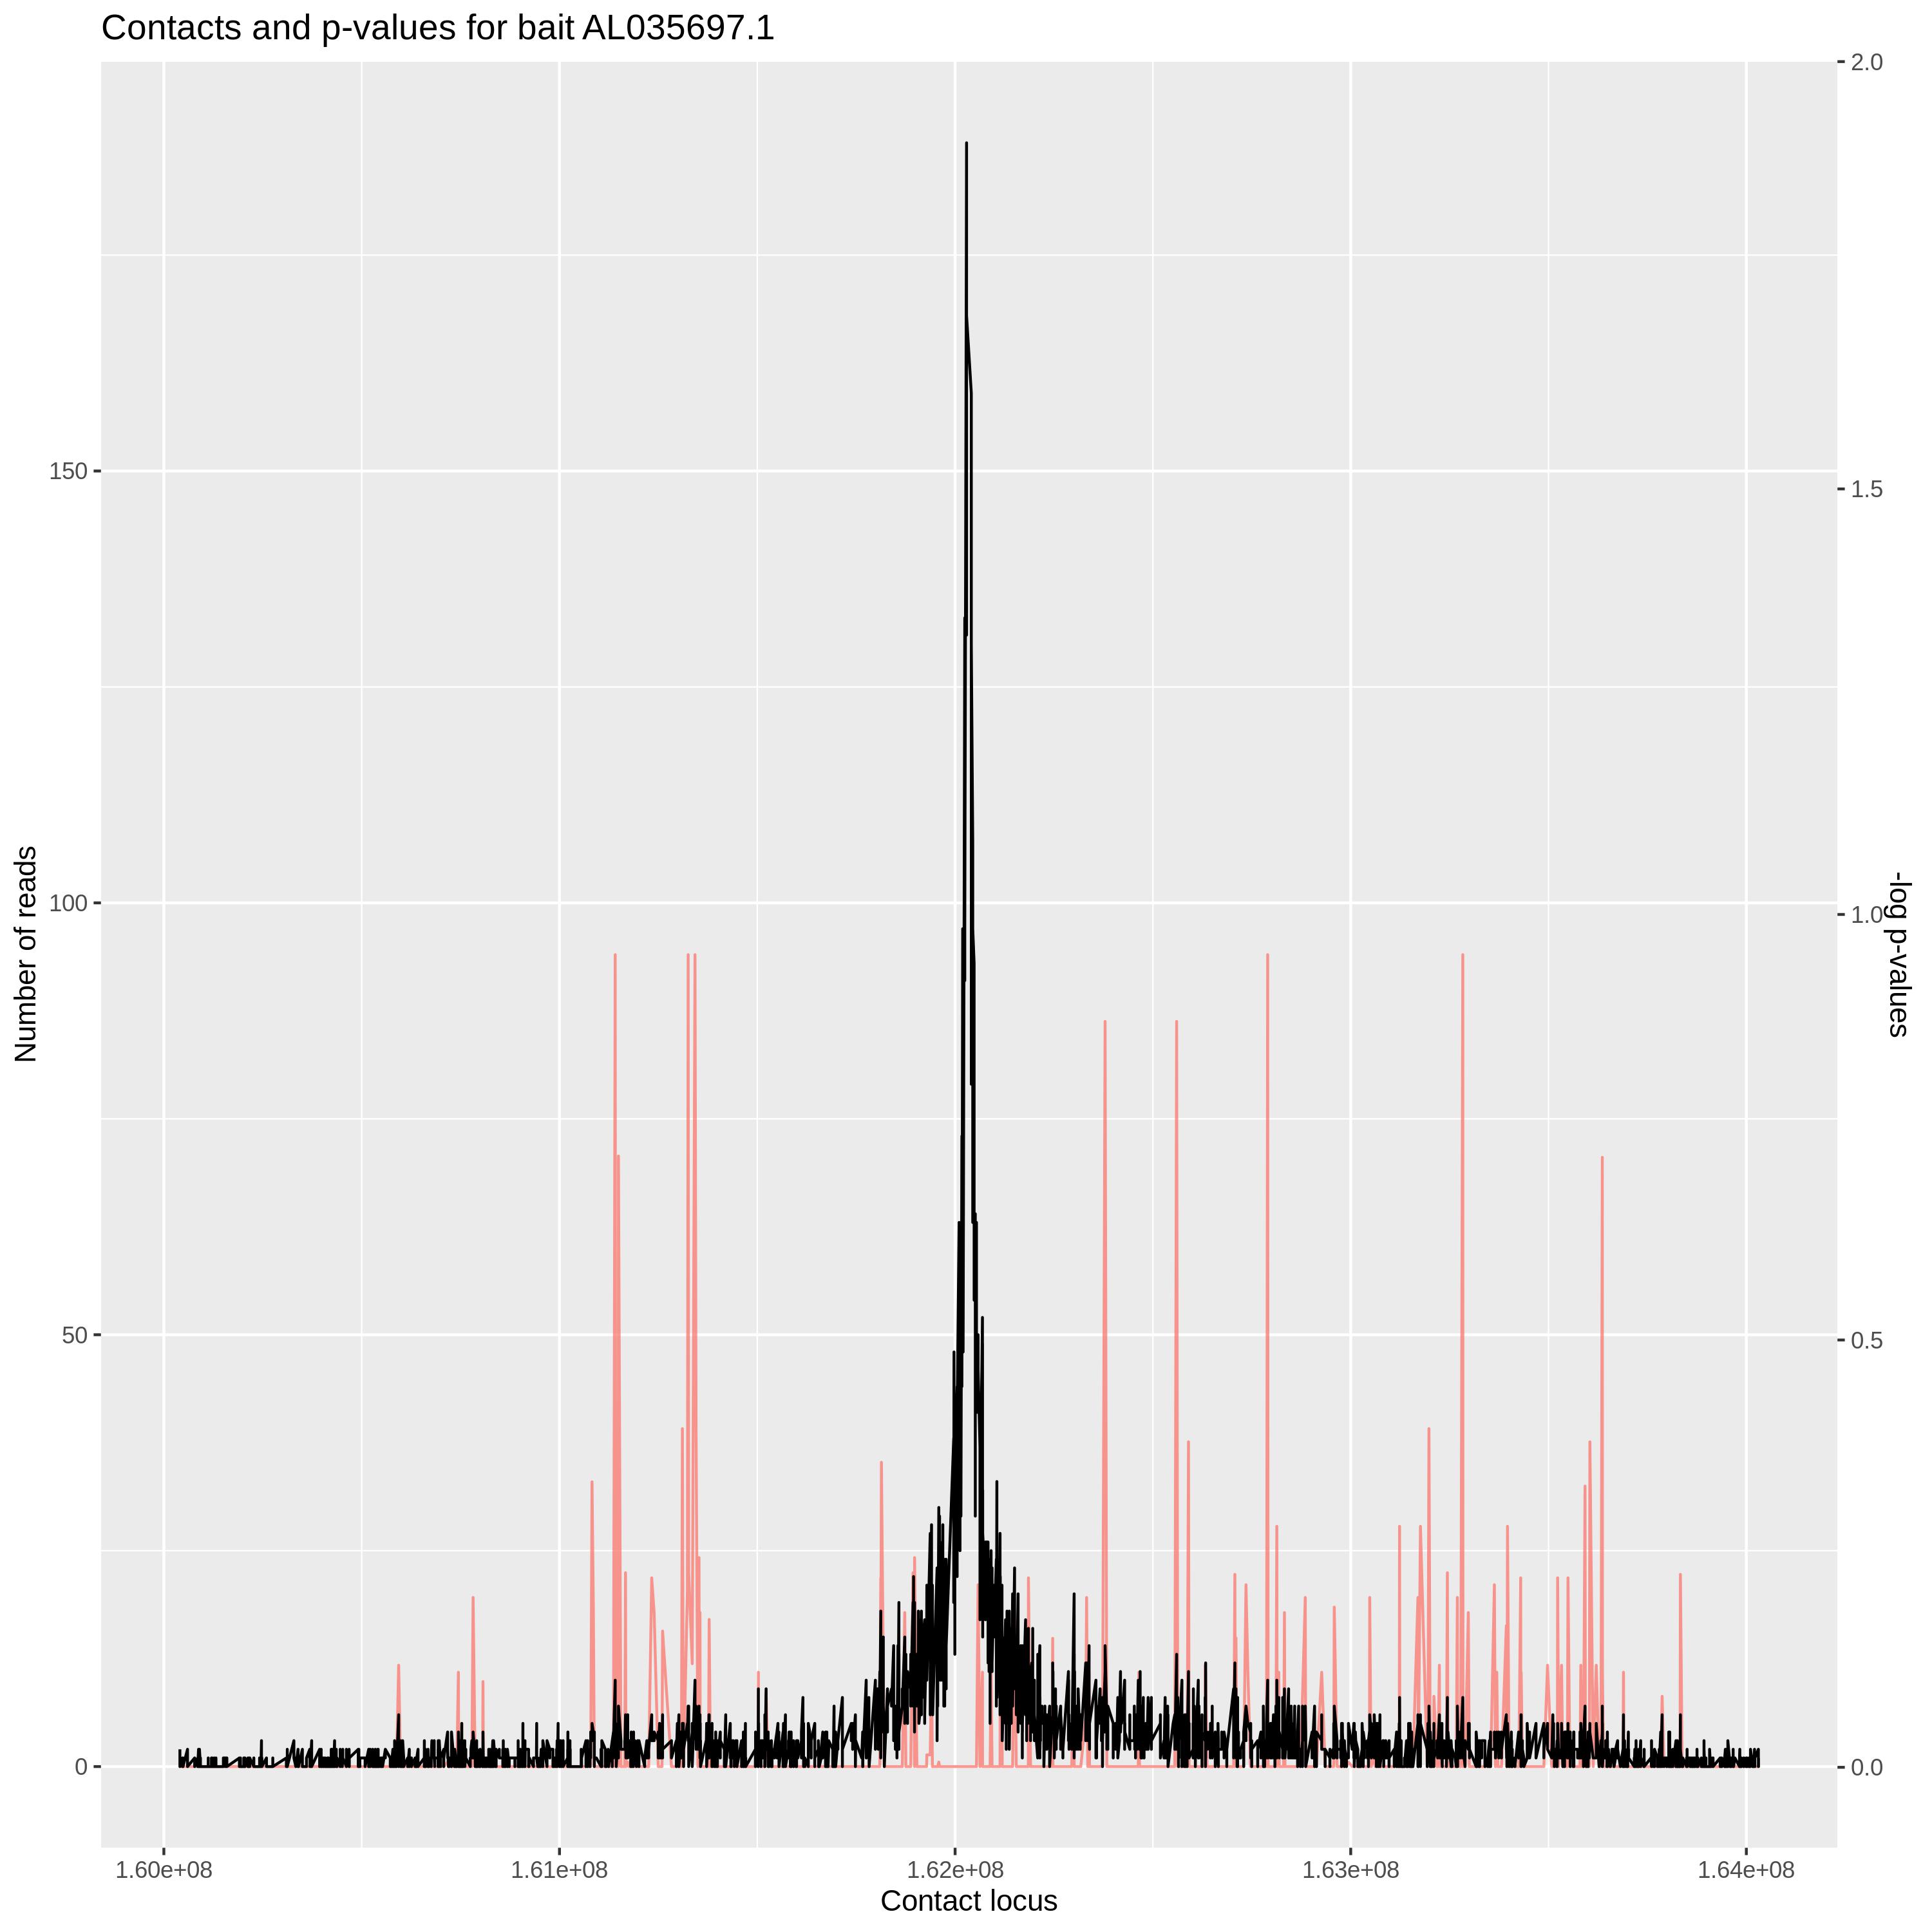 Contacts and p-values for bait AL035697.1
Number of reads
150
100
50
0
2.0
1.5
1.0
0.5
0.0
-log p-values
1.60e+08
1.61e+08
1.62e+08
1.63e+08
1.64e+08
Contact locus